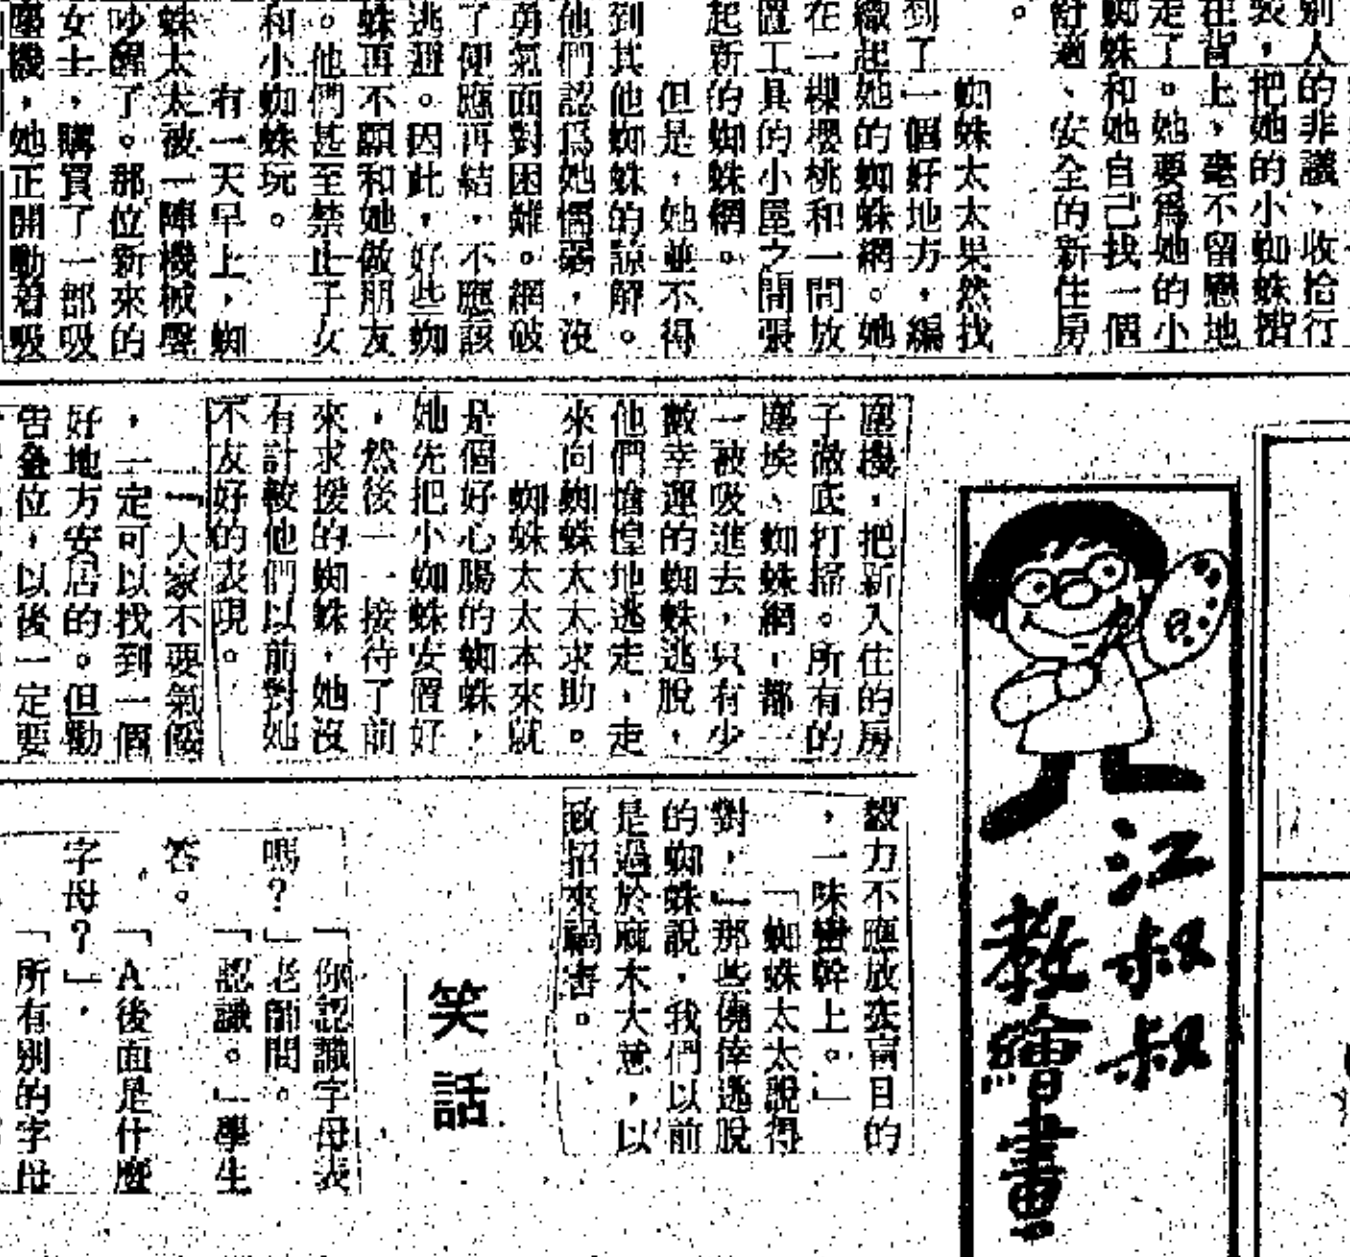 別人的非議，收拾行
裝，把她的小蜘蛛揹
在背上，毫不留戀地
走了。她要爲她的小
蜘蛛和她自己找一個
舒適、安全的新住房
。
蜘蛛太太果然找
到了一個好地方，編
織起她的蜘蛛網。她
在一棵櫻桃和一間放
置工具的小屋之間張
起新的蜘蛛網。
但是，她並不得
到其他蜘蛛的諒解。
他們認爲她懦弱，沒
勇氣面對困難。網破
了便應再結，不應該
逃避。因此，好些蜘
蛛再不願和她做朋友
。他們甚至禁止子女
和小蜘蛛玩。
有一天早上，蜘
蛛太太被一陣機械聲
吵醒了。那位新來的
女士，購買了一部吸
塵機，她正開動着吸
塵機，把新入住的房
子徹底打掃。所有的
塵埃、蜘蛛網，都一
一被吸進去，只有少
數幸運的蜘蛛逃脫，
他們愴惶地逃走，走
來向蜘蛛太太求助。
蜘蛛太太本來就
是個好心腸的蜘蛛，
她先把小蜘蛛安置好
，然後一一接待了前
來求援的蜘蛛，她沒
有計較他們以前對她
不友好的表現。
「大家不要氣餒
，一定可以找到一個
好地方安居的。但勸
告各位，以後一定要
毅力不應放在盲目的
，一味蠻幹上。」
「蜘蛛太太說得
對，」那些僥倖逃脫
的蜘蛛說，我們以前
是過於麻木大意，以
致招來禍害。
笑話
「你認識字母表
嗎？」老師問。
「認識。」學生
答。
「A後面是什麼
字母？」
「所有別的字母
江叔叔
教繪畫